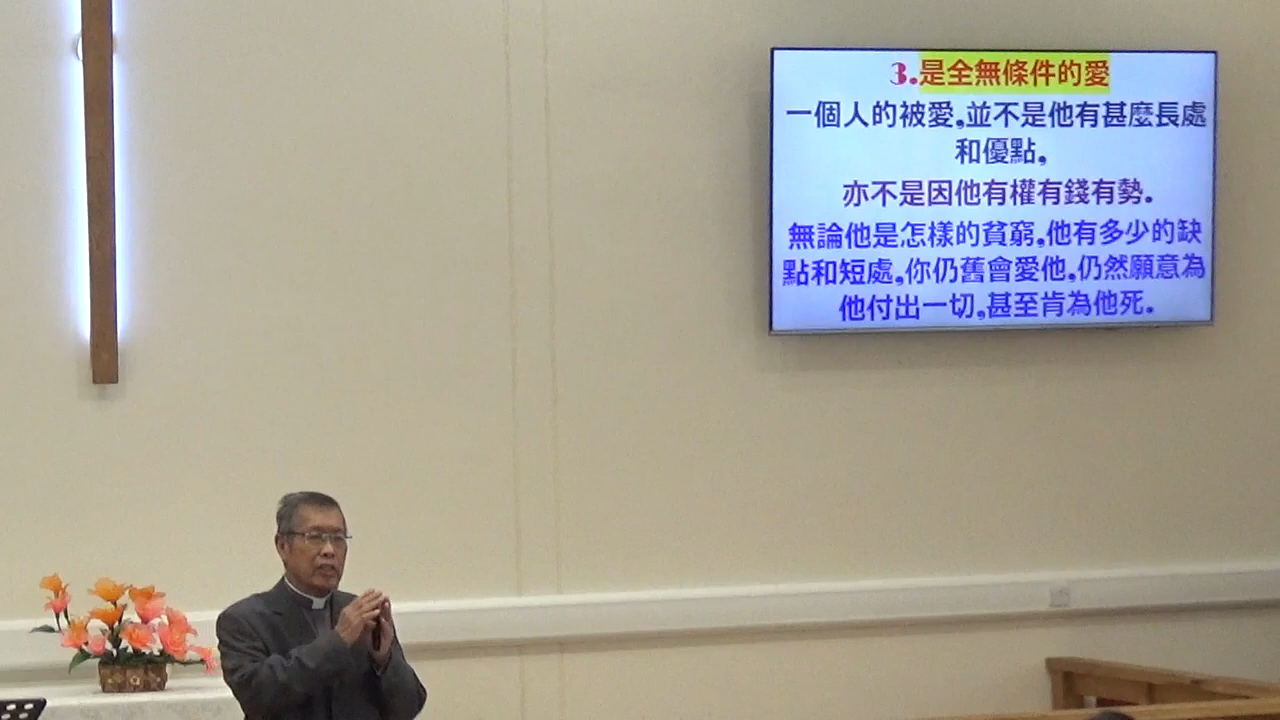 3.是全無條件的愛
一個人的被愛,並不是他有甚麼長處
和優點。
亦不是因他有權有錢有勢.
無論他是怎樣的貧窮,他有多少的缺
點和短處,你仍舊會愛他,仍然願意為
他付出一切,甚至肯為他死.